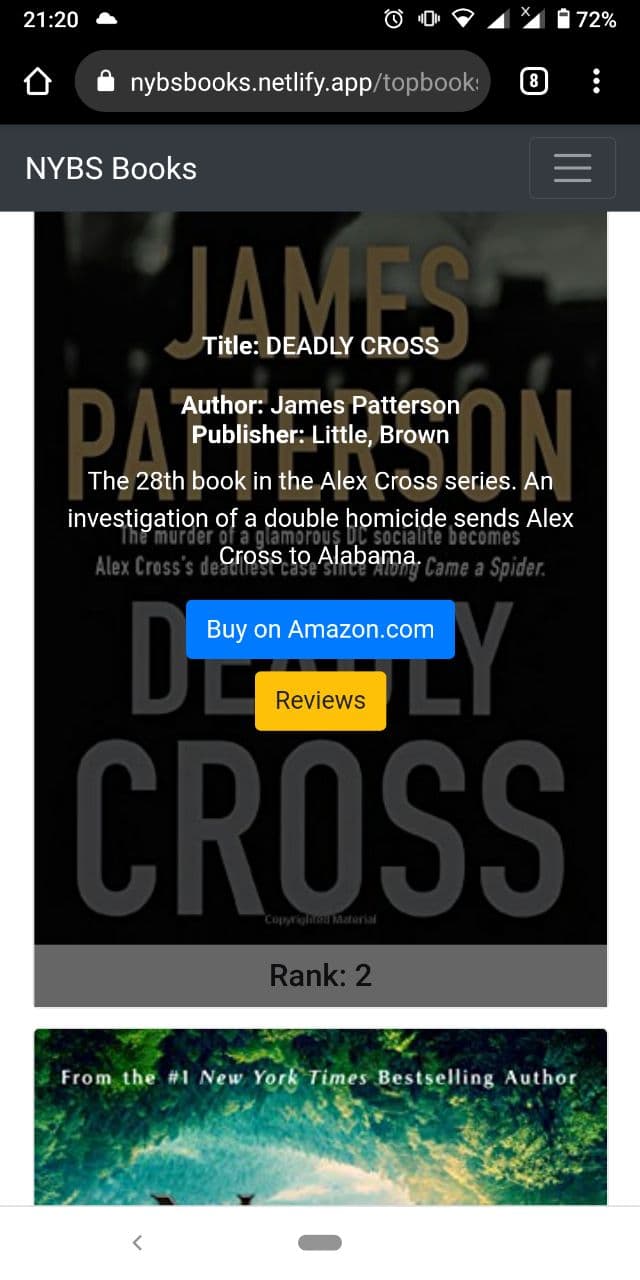 21:20
x
72%
nybsbooks.netlify.app/topbooks
8
NYBS Books
JAMES
Title: DEADLY CROSS
PATTERSON
Author: James Patterson
Publisher: Little, Brown
The 28th book in the Alex Cross series. An
investigation of a double homicide sends Alex
Cross to Alabama.
The murder of a glamorous DC socialite becomes
Alex Cross's deadliest case since Along Came a Spider.
DEADLY
Buy on Amazon.com
Reviews
CROSS
Copyrighted Material
Rank: 2
From the #1 New York Times Bestselling Author